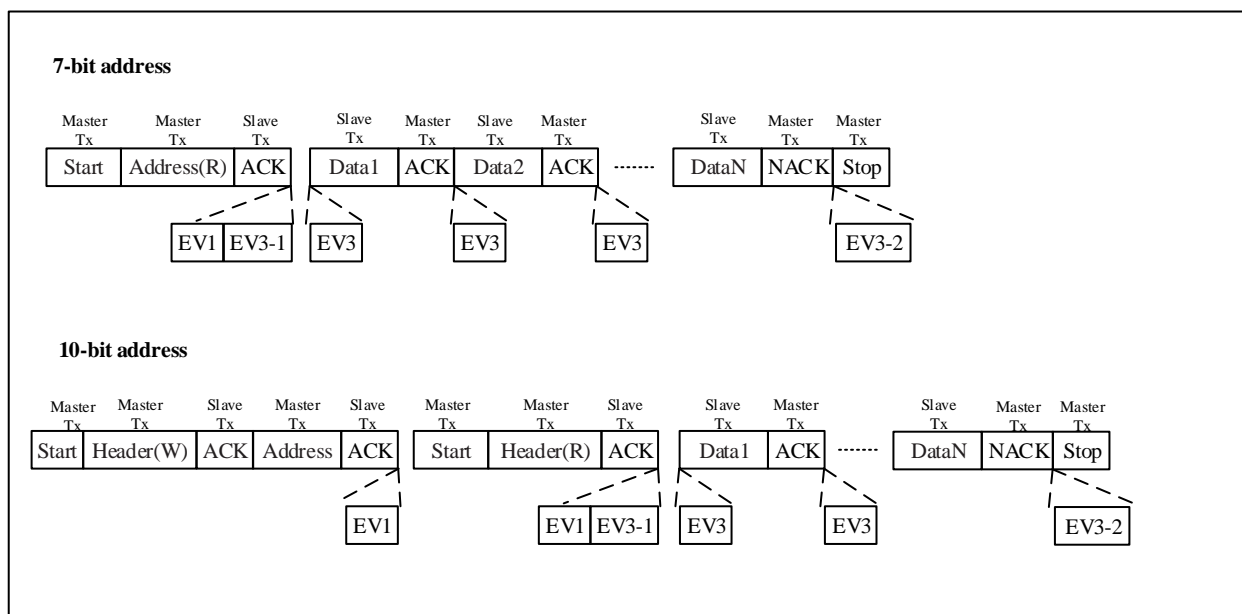 7-bit address
Master Tx Master Tx Slave Tx Slave Tx Master Tx Slave Tx Master Tx Slave Tx Master Tx Master Tx
Start Address(R) ACK Data1 ACK Data2 ACK DataN NACK Stop
EV1 EV3-1 EV3 EV3 EV3 EV3-2
10-bit address
Master Tx Master Tx Slave Tx Master Tx Slave Tx Master Tx Master Tx Slave Tx Slave Tx Master Tx Slave Tx Master Tx Master Tx
Start Header(W) ACK Address ACK Start Header(R) ACK Data1 ACK DataN NACK Stop
EV1 EV1 EV3-1 EV3 EV3 EV3-2